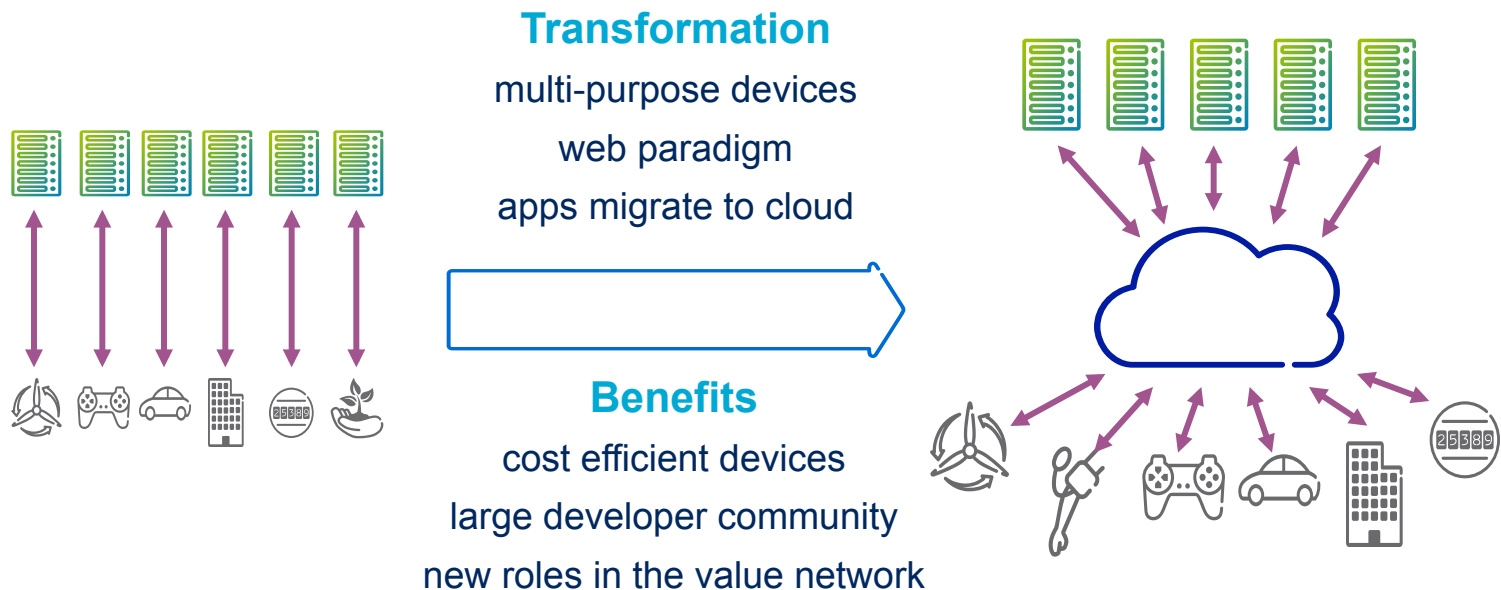 Transformation
multi-purpose devices
web paradigm
apps migrate to cloud
25389
Benefits
cost efficient devices
large developer community
new roles in the value network
25389